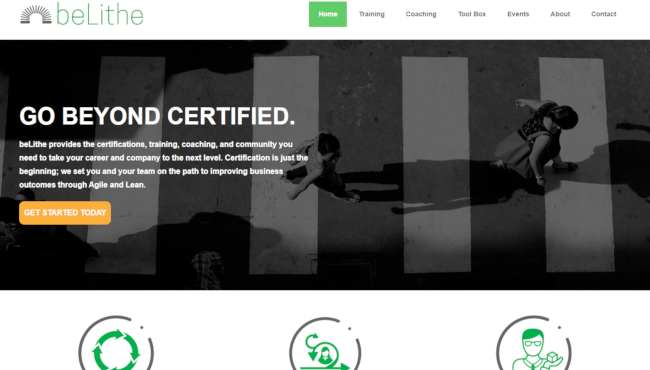 beLithe
Home Training Coaching Tool Box Events About Contact
GO BEYOND CERTIFIED.
beLithe provides the certifications, training, coaching, and community you
need to take your career and company to the next level. Certification is just the
beginning; we set you and your team on the path to improving business
outcomes through Agile and Lean.
GET STARTED TODAY